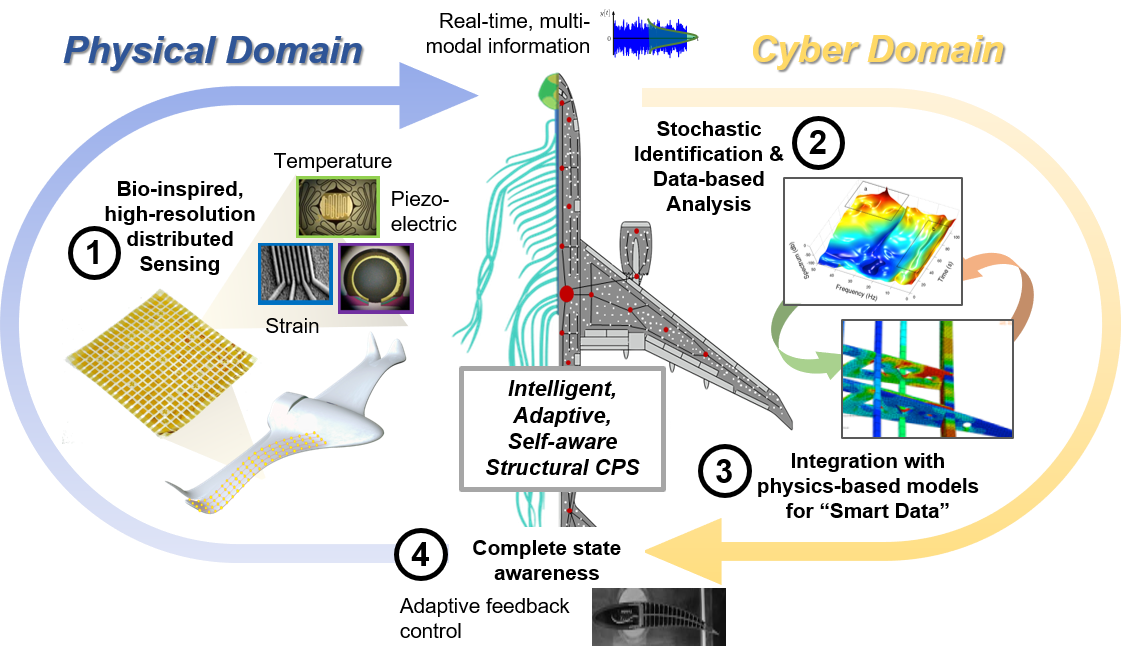 Physical Domain
Real-time, multi-
modal information
Cyber Domain
Bio-inspired,
high-resolution
distributed
Sensing
1
Temperature
Piezo-
electric
Strain
Stochastic
Identification &
Data-based
Analysis
2
a
Spectrum (dB)
Frequency (Hz)
Time (s)
Intelligent,
Adaptive,
Self-aware
Structural CPS
3
Integration with
physics-based models
for “Smart Data”
4
Complete state
awareness
Adaptive feedback
control